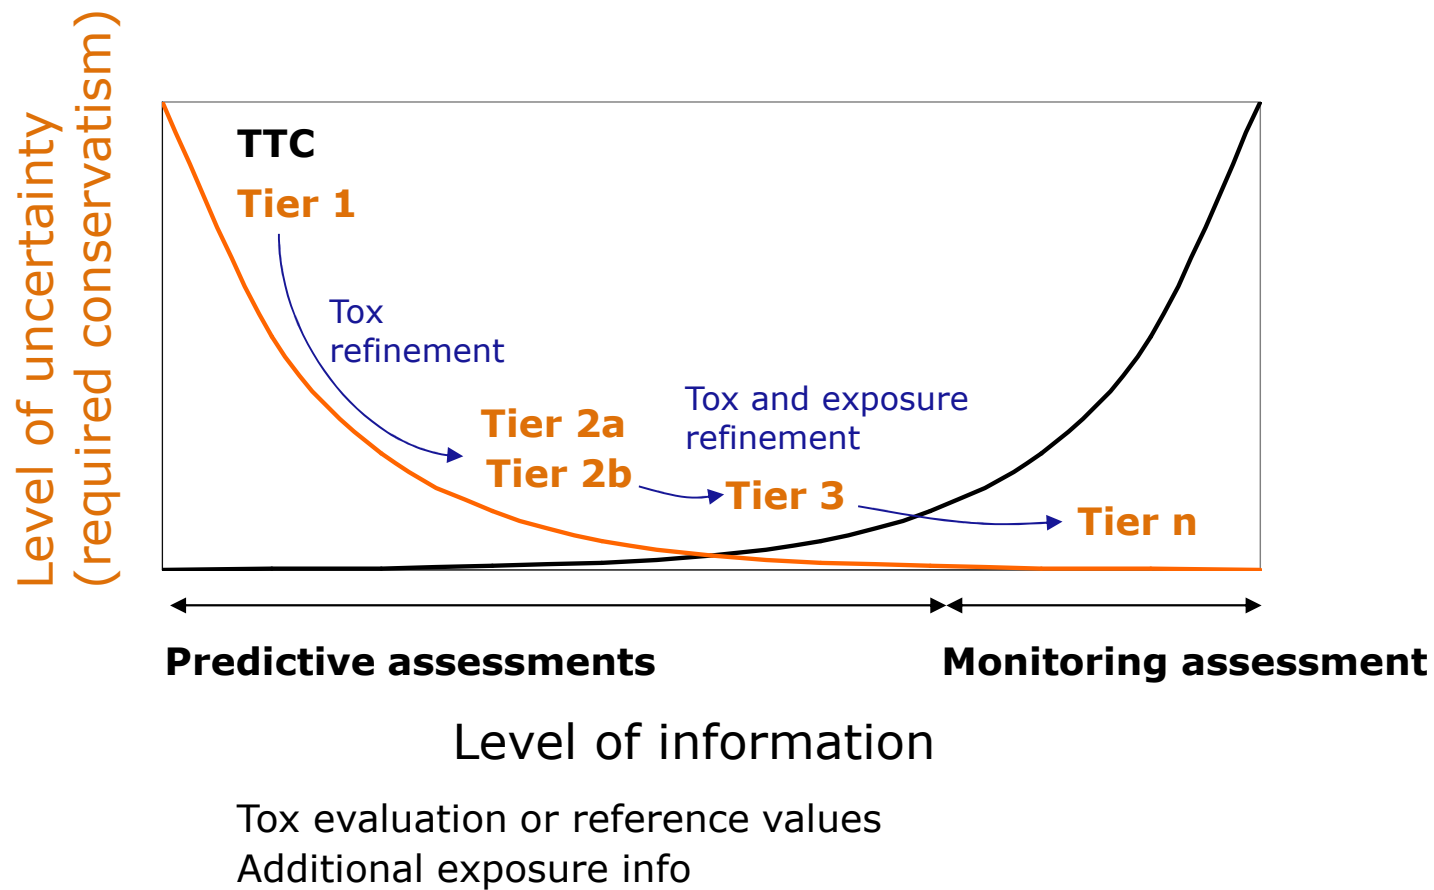 Level of uncertainty
(required conservatism)
TTC
Tier 1
Tox
refinement
Tier 2a
Tier 2b
Tox and exposure
refinement
Tier 3
Tier n
Predictive assessments
Monitoring assessment
Level of information
Tox evaluation or reference values
Additional exposure info